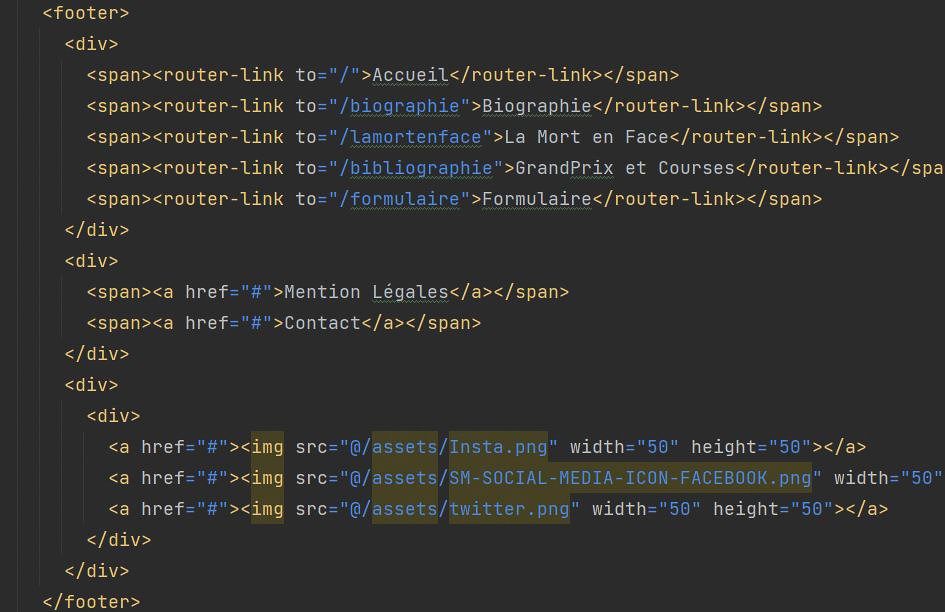 <footer>
<div>
<span><router-link to="/">Accueil</router-link></span>
<span><router-link to="/biographie">Biographie</router-link></span>
<span><router-link to="/lamortenface">La Mort en Face</router-link></span>
<span><router-link to="/bibliographie">GrandPrix et Courses</router-link></spa
<span><router-link to="/formulaire">Formulaire</router-link></span>
</div>
<div>
<span><a href="#">Mention Légales</a></span>
<span><a href="#">Contact</a></span>
</div>
<div>
<div>
<a href="#"><img src="@/assets/Insta.png" width="50" height="50"></a>
<a href="#"><img src="@/assets/SM-SOCIAL-MEDIA-ICON-FACEBOOK.png" width="50"
<a href="#"><img src="@/assets/twitter.png" width="50" height="50"></a>
</div>
</div>
</footer>